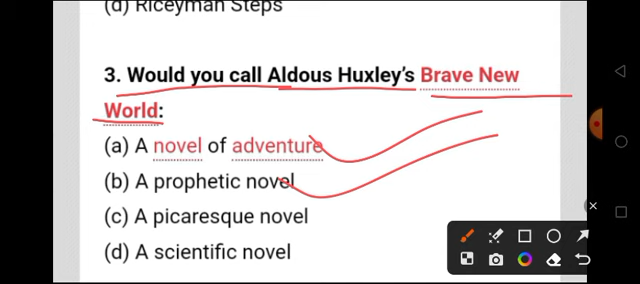 (d) Riceyman Steps
3. Would you call Aldous Huxley's Brave New
World:
(a) A novel of adventure
(b) A prophetic novel
(c) A picaresque novel
(d) A scientific novel